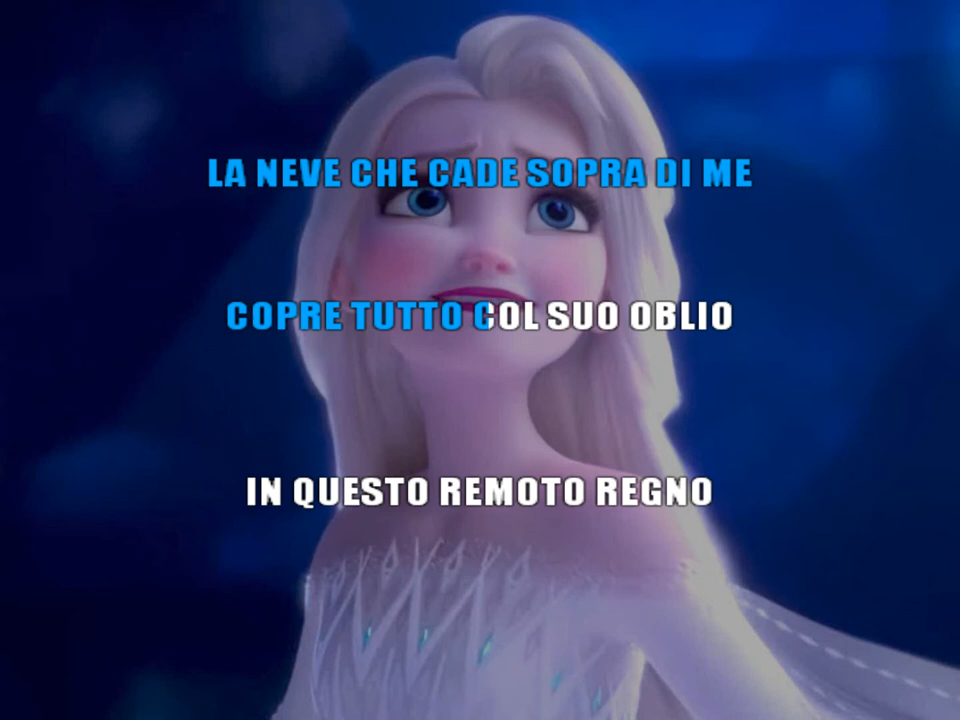 LA NEVE CHE CADE SOPRA DI ME
COPRE TUTTO COL SUO OBLIO
IN QUESTO REMOTO REGNO